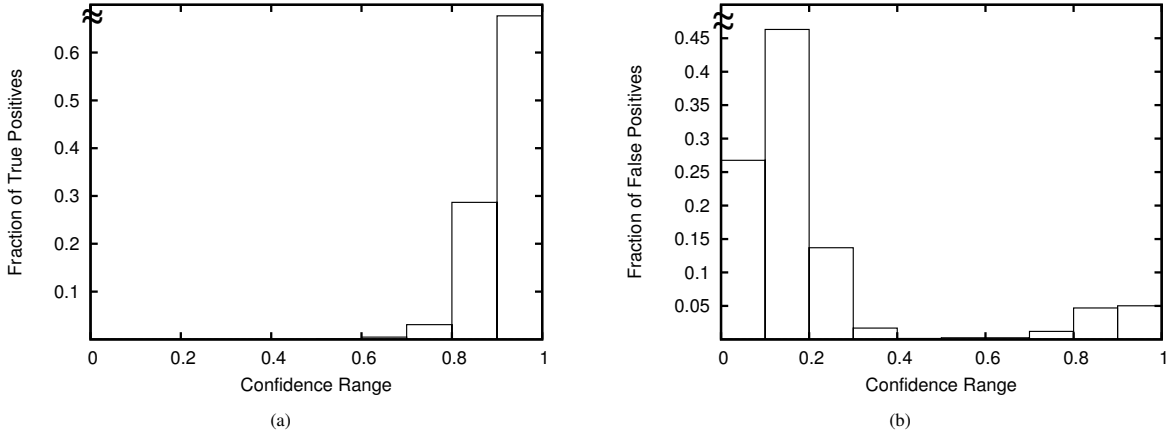 Fraction of True Positives
0.6
0.5
0.4
0.3
0.2
0.1
0 0.2 0.4 0.6 0.8 1
Confidence Range
(a)
Fraction of False Positives
0.45
0.4
0.35
0.3
0.25
0.2
0.15
0.1
0.05
0 0.2 0.4 0.6 0.8 1
Confidence Range
(b)